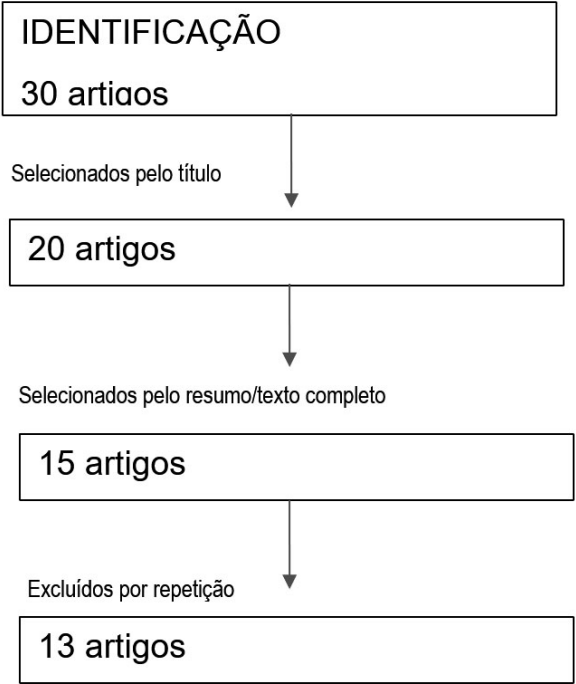 IDENTIFICAÇÃO
30 artigos
Selecionados pelo título
20 artigos
Selecionados pelo resumo/texto completo
15 artigos
Excluídos por repetição
13 artigos